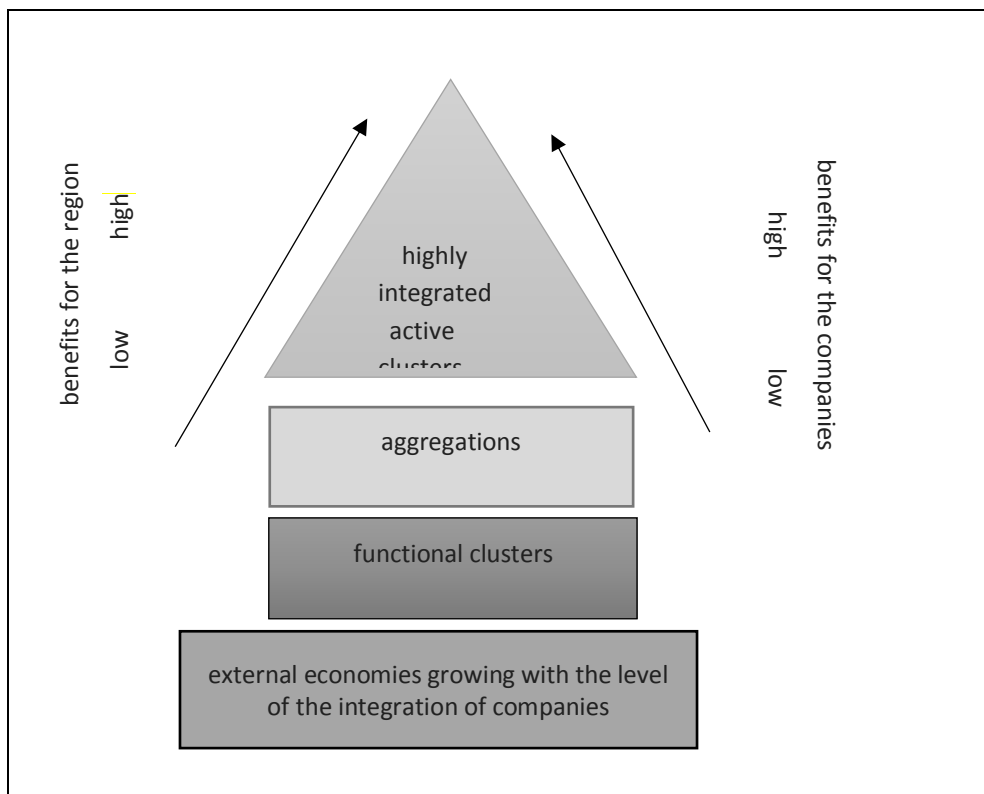 benefits for the region
high
low
highly
integrated
active
clusters
high
low
benefits for the companies
aggregations
functional clusters
external economies growing with the level
of the integration of companies